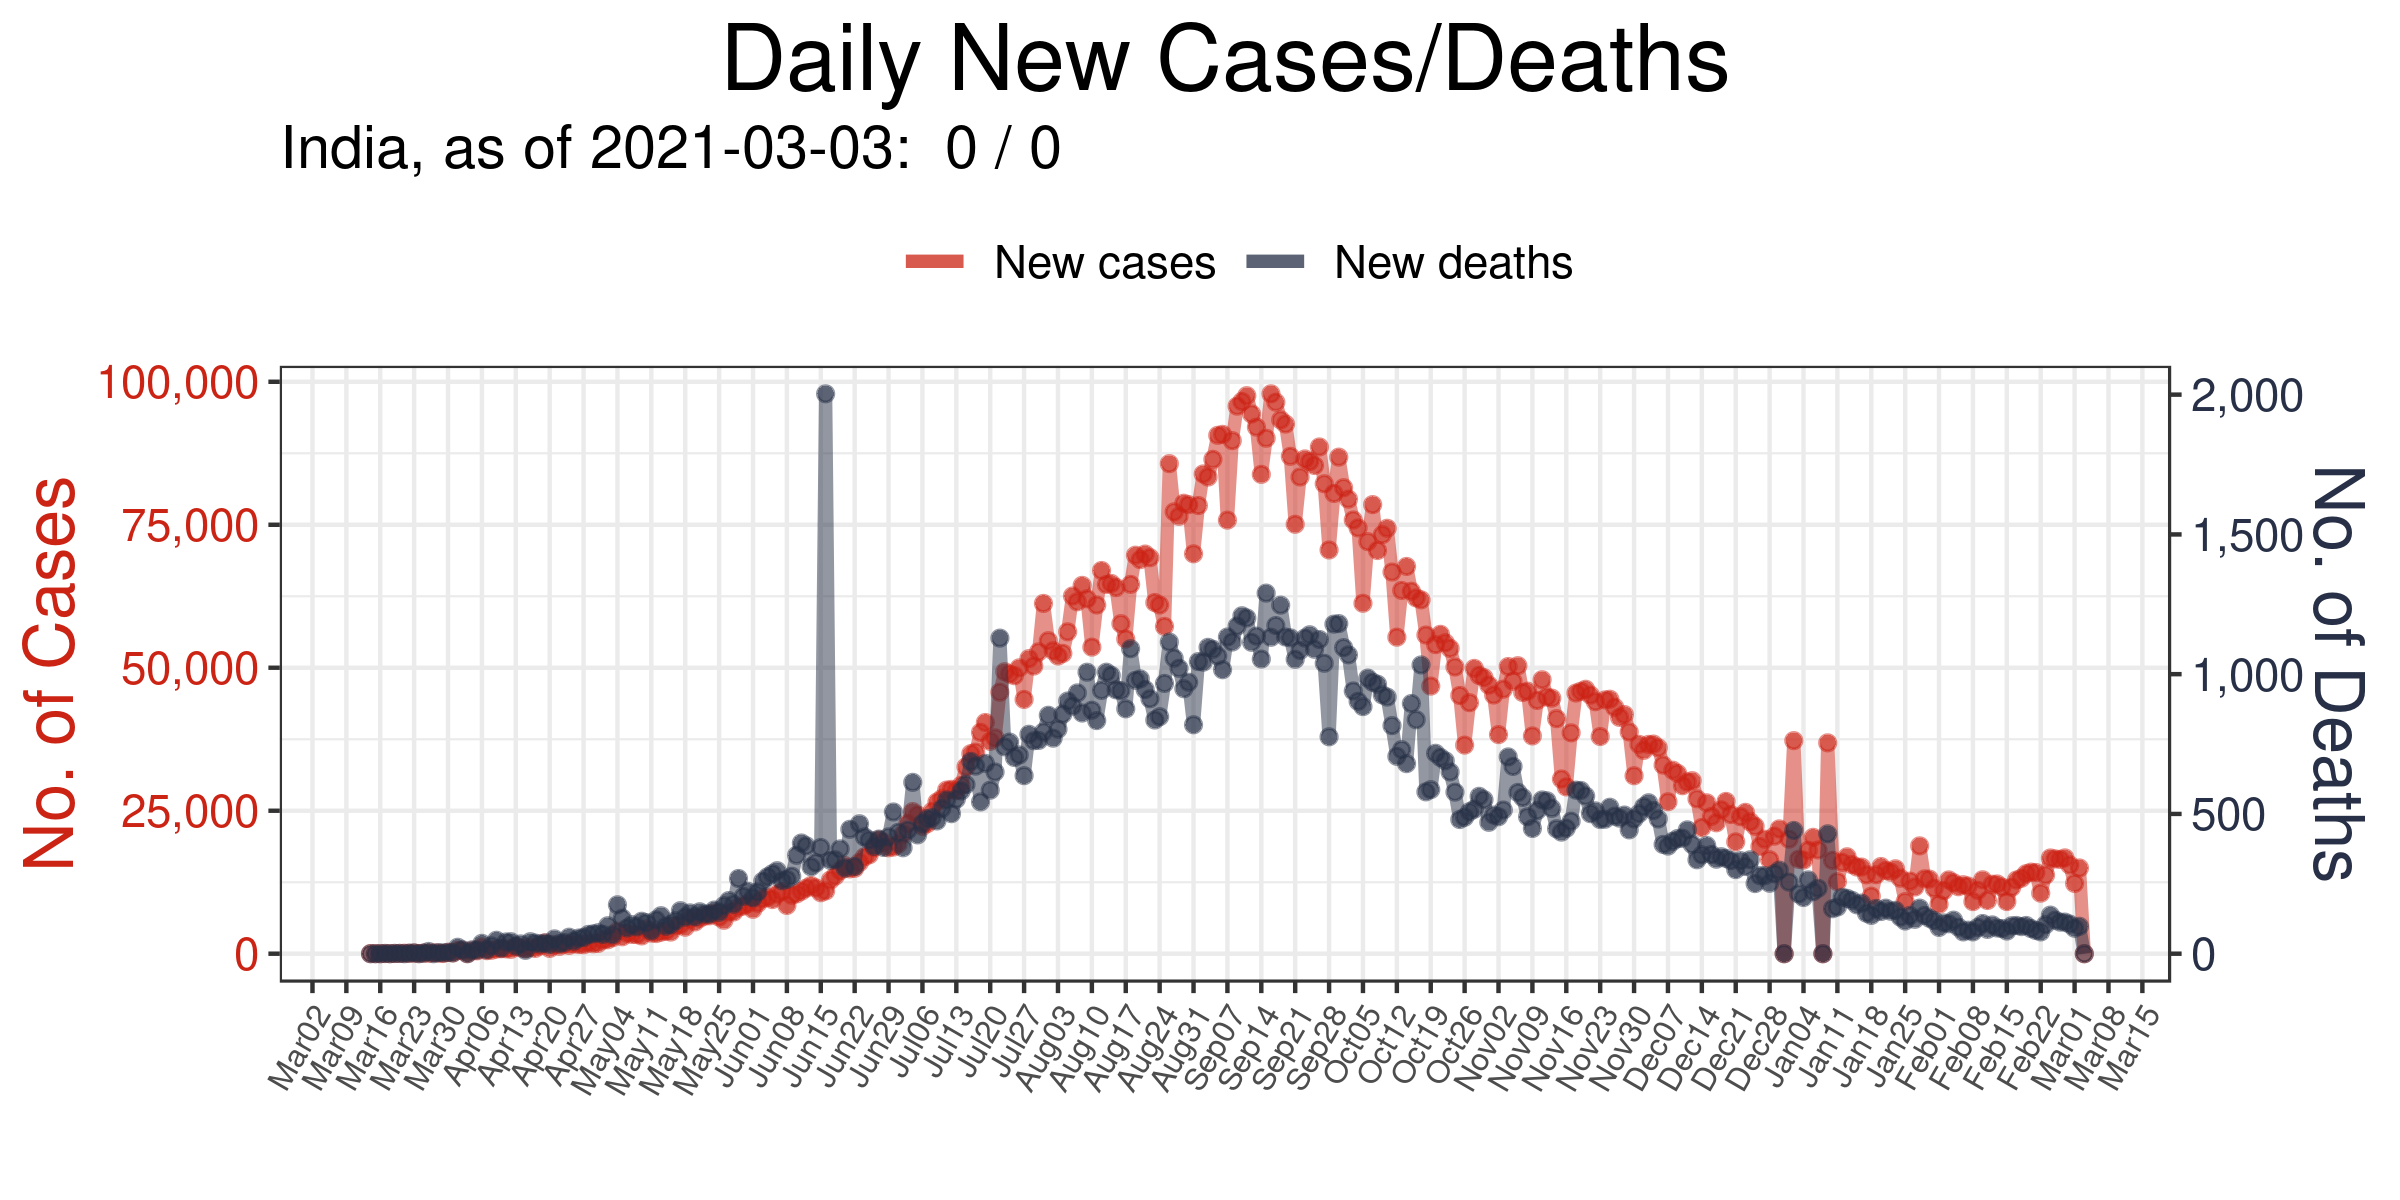 Daily New Cases/Deaths
India, as of 2021-03-03: 0 / 0
New cases
New deaths
No. of Cases
100,000
75,000
50,000
25,000
0
2,000
1,500
1,000
500
0
No. of Deaths
Mar02
Mar09
Mar16
Mar23
Mar30
Apr06
Apr13
Apr20
Apr27
May04
May11
May18
May25
Jun01
Jun08
Jun15
Jun22
Jun29
Jul06
Jul13
Jul20
Jul27
Aug03
Aug10
Aug17
Aug24
Aug31
Sep07
Sep14
Sep21
Sep28
Oct05
Oct12
Oct19
Oct26
Nov02
Nov09
Nov16
Nov23
Nov30
Dec07
Dec14
Dec21
Dec28
Jan04
Jan11
Jan18
Jan25
Feb01
Feb08
Feb15
Feb22
Mar01
Mar08
Mar15